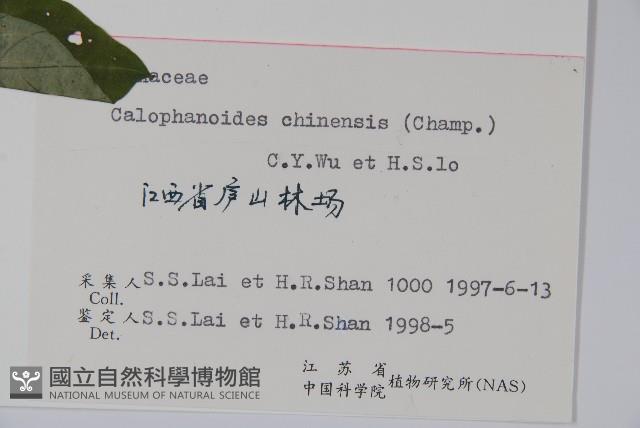 aceae
Calophanoides chinensis (Champ.)
C.Y.Wu et H.S.lo
江西省庐山林场
采集人 S.S.Lai et H.R.Shan 1000 1997-6-13
Coll.
鉴定人 S.S.Lai et H.R.Shan 1998-5
Det.
江苏省
中国科学院 植物研究所(NAS)
國立自然科學博物館
NATIONAL MUSEUM OF NATURAL SCIENCE